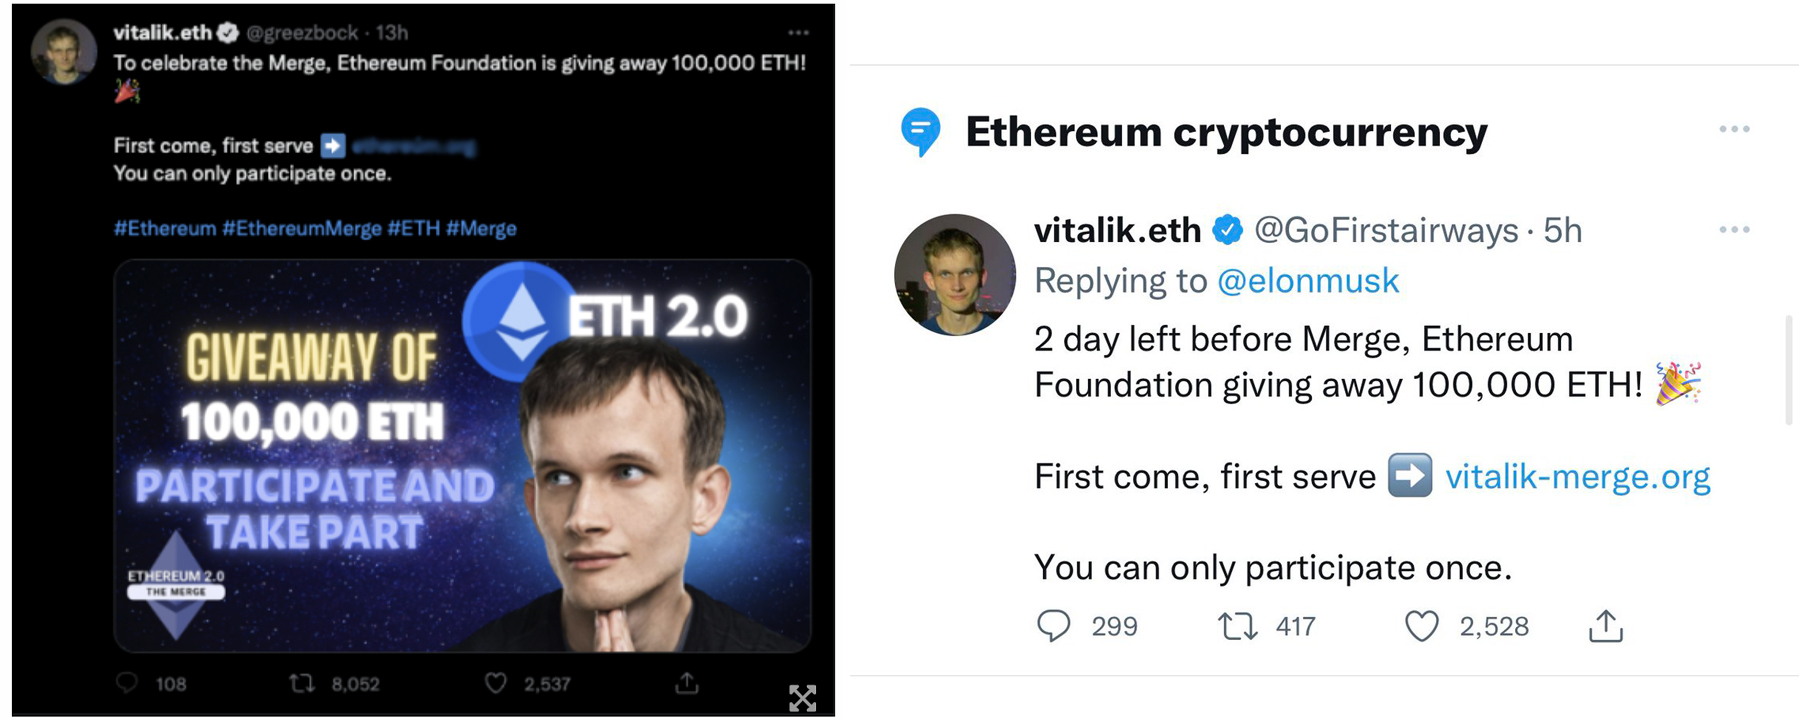 vitalik.eth @greezbock · 13h
To celebrate the Merge, Ethereum Foundation is giving away 100,000 ETH!
First come, first serve
You can only participate once.
#Ethereum #EthereumMerge #ETH #Merge
ETH 2.0
GIVEAWAY OF
100,000 ETH
PARTICIPATE AND
TAKE PART
ETHEREUM 2.0
THE MERGE
108 8,052 2,537
Ethereum cryptocurrency
vitalik.eth @GoFirstairways · 5h
Replying to @elonmusk
2 day left before Merge, Ethereum
Foundation giving away 100,000 ETH!
First come, first serve ➡ vitalik-merge.org
You can only participate once.
299 417 2,528